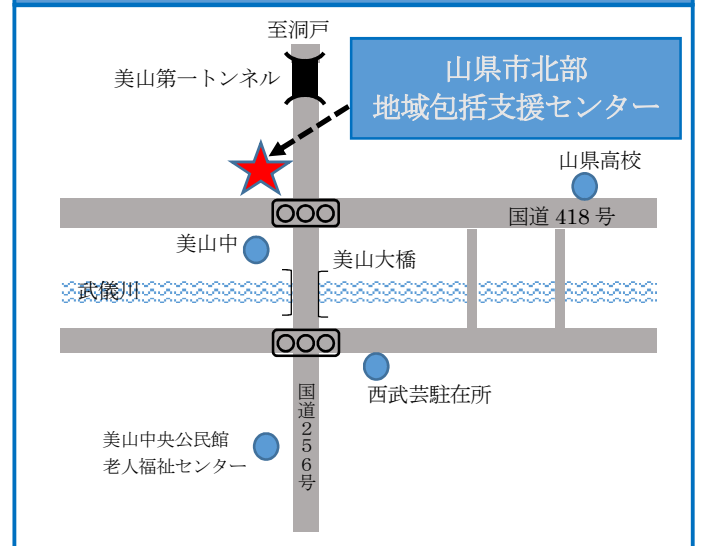 至洞戸
美山第一トンネル
山県市北部
地域包括支援センター
山県高校
国道 418 号
美山中
美山大橋
武儀川
西武芸駐在所
国道256号
美山中央公民館
老人福祉センター